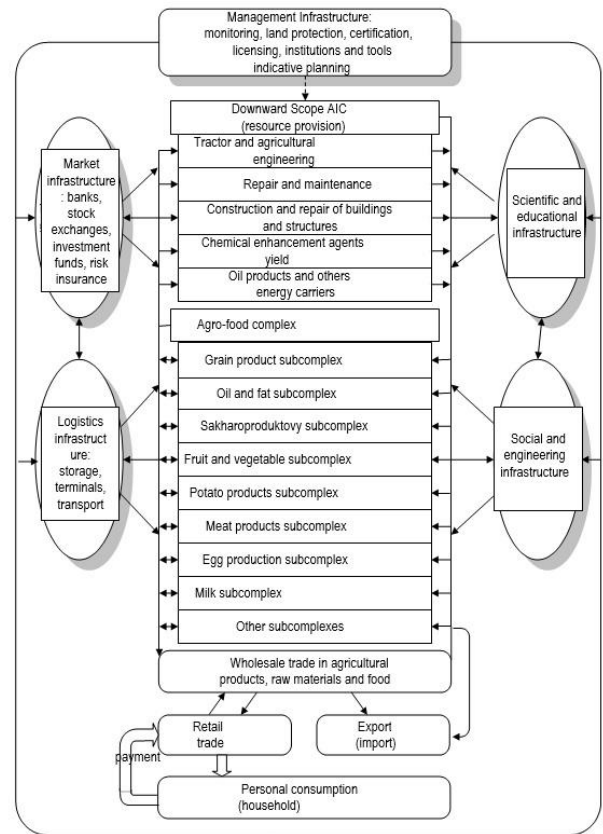 Management Infrastructure:
monitoring, land protection, certification,
licensing, institutions and tools
indicative planning
Downward Scope AIC
(resource provision)
Tractor and agricultural
engineering
Repair and maintenance
Construction and repair of buildings
and structures
Chemical enhancement agents
yield
Oil products and others
energy carriers
Market
infrastructure
: banks,
stock
exchanges,
investment
funds, risk
insurance
Scientific and
educational
infrastructure
Agro-food complex
Grain product subcomplex
Oil and fat subcomplex
Sakharoproduktovy subcomplex
Fruit and vegetable subcomplex
Potato products subcomplex
Meat products subcomplex
Egg production subcomplex
Milk subcomplex
Other subcomplexes
Logistics
infrastruct
ure:
storage,
terminals,
transport
Social and
engineering
infrastructure
Wholesale trade in agricultural
products, raw materials and food
Retail
trade
Export
(import)
payment
Personal consumption
(household)